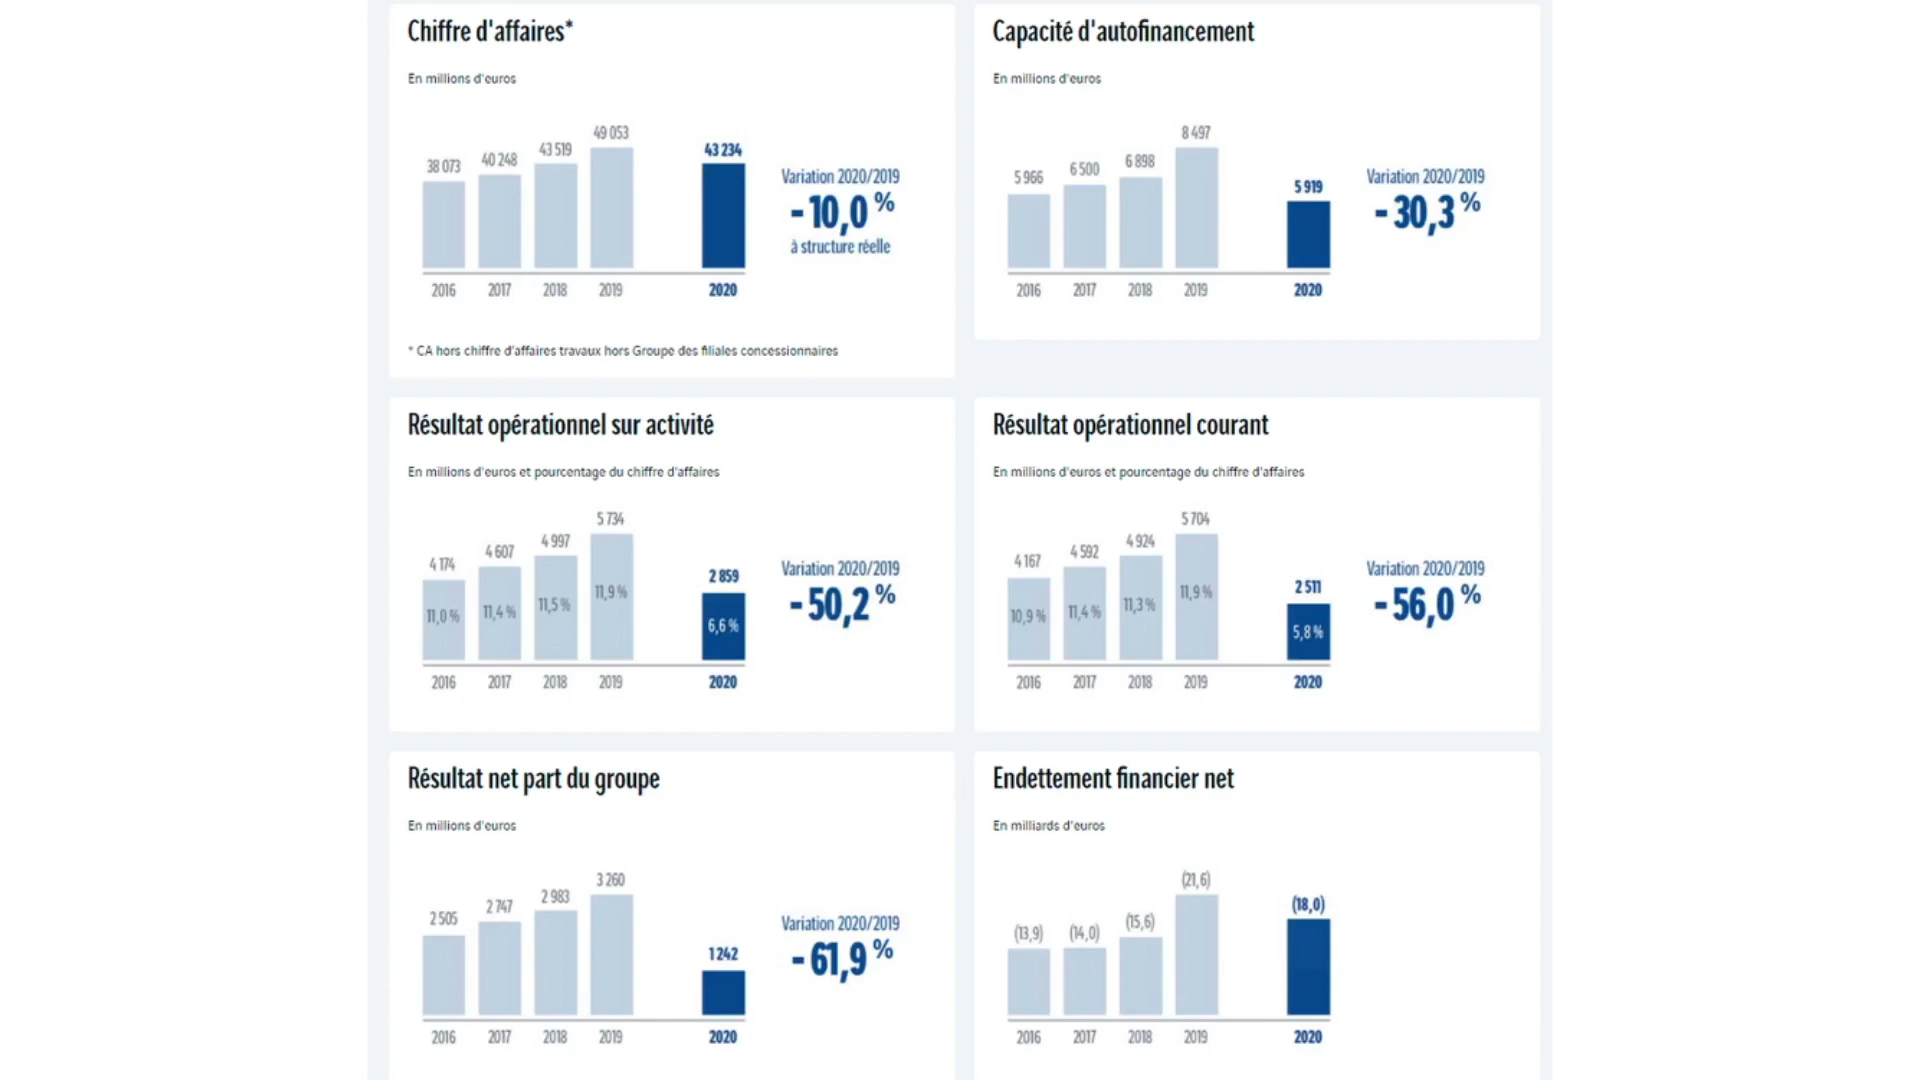 Chiffre d'affaires*
En millions d'euros
38 073
40 248
43 519
49 053
43 234
2016
2017
2018
2019
2020
Variation 2020/2019
- 10,0 %
à structure réelle
* CA hors chiffre d'affaires travaux hors Groupe des filiales concessionnaires
Capacité d'autofinancement
En millions d'euros
5 966
6 500
6 898
8 497
5 919
2016
2017
2018
2019
2020
Variation 2020/2019
- 30,3 %
Résultat opérationnel sur activité
En millions d'euros et pourcentage du chiffre d'affaires
4 174
4 607
4 997
5 734
2 859
11,0 %
11,4 %
11,5 %
11,9 %
6,6 %
2016
2017
2018
2019
2020
Variation 2020/2019
- 50,2 %
Résultat opérationnel courant
En millions d'euros et pourcentage du chiffre d'affaires
4 167
4 592
4 924
5 704
2 511
10,9 %
11,4 %
11,3 %
11,9 %
5,8 %
2016
2017
2018
2019
2020
Variation 2020/2019
- 56,0 %
Résultat net part du groupe
En millions d'euros
2 505
2 747
2 983
3 260
1 242
2016
2017
2018
2019
2020
Variation 2020/2019
- 61,9 %
Endettement financier net
En milliards d'euros
(13,9)
(14,0)
(15,6)
(21,6)
(18,0)
2016
2017
2018
2019
2020